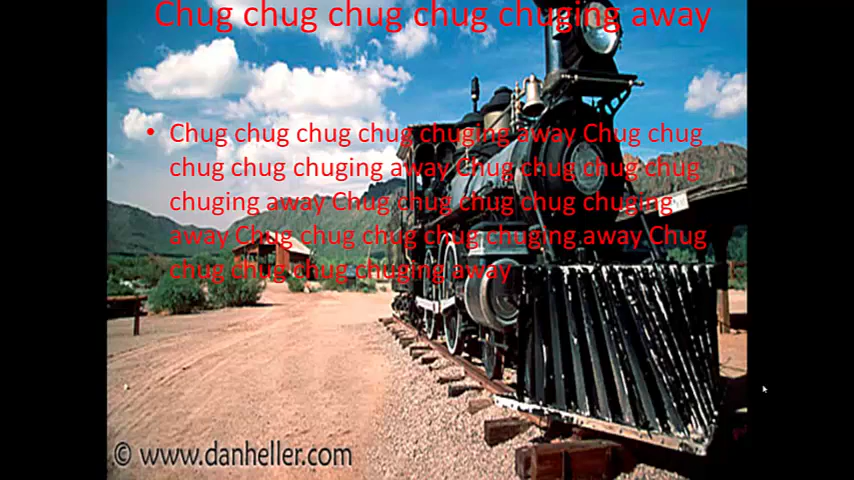 Chug chug chug chug chuging away
• Chug chug chug chug chuging away Chug chug
chug chug chuging away Chug chug chug chug
chuging away Chug chug chug chug chuging
away Chug chug chug chug chuging away Chug
chug chug chug chuging away
© www.danheller.com